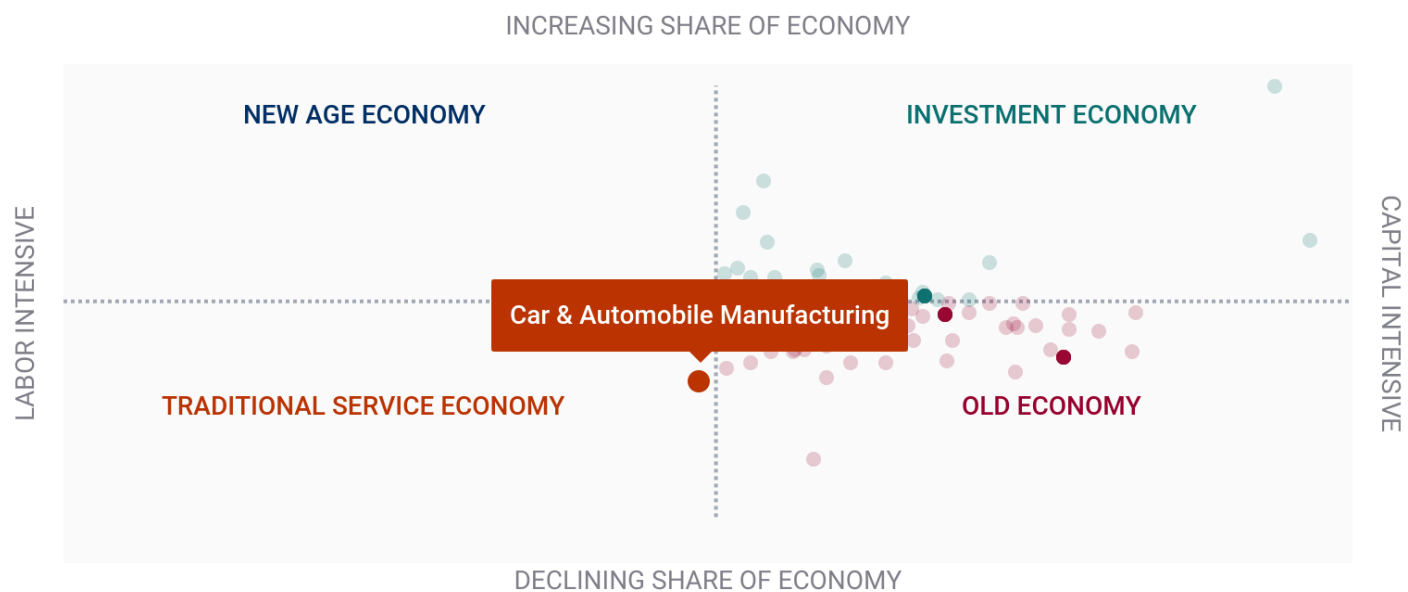 INCREASING SHARE OF ECONOMY
NEW AGE ECONOMY
INVESTMENT ECONOMY
LABOR INTENSIVE
CAPITAL INTENSIVE
Car & Automobile Manufacturing
TRADITIONAL SERVICE ECONOMY
OLD ECONOMY
DECLINING SHARE OF ECONOMY